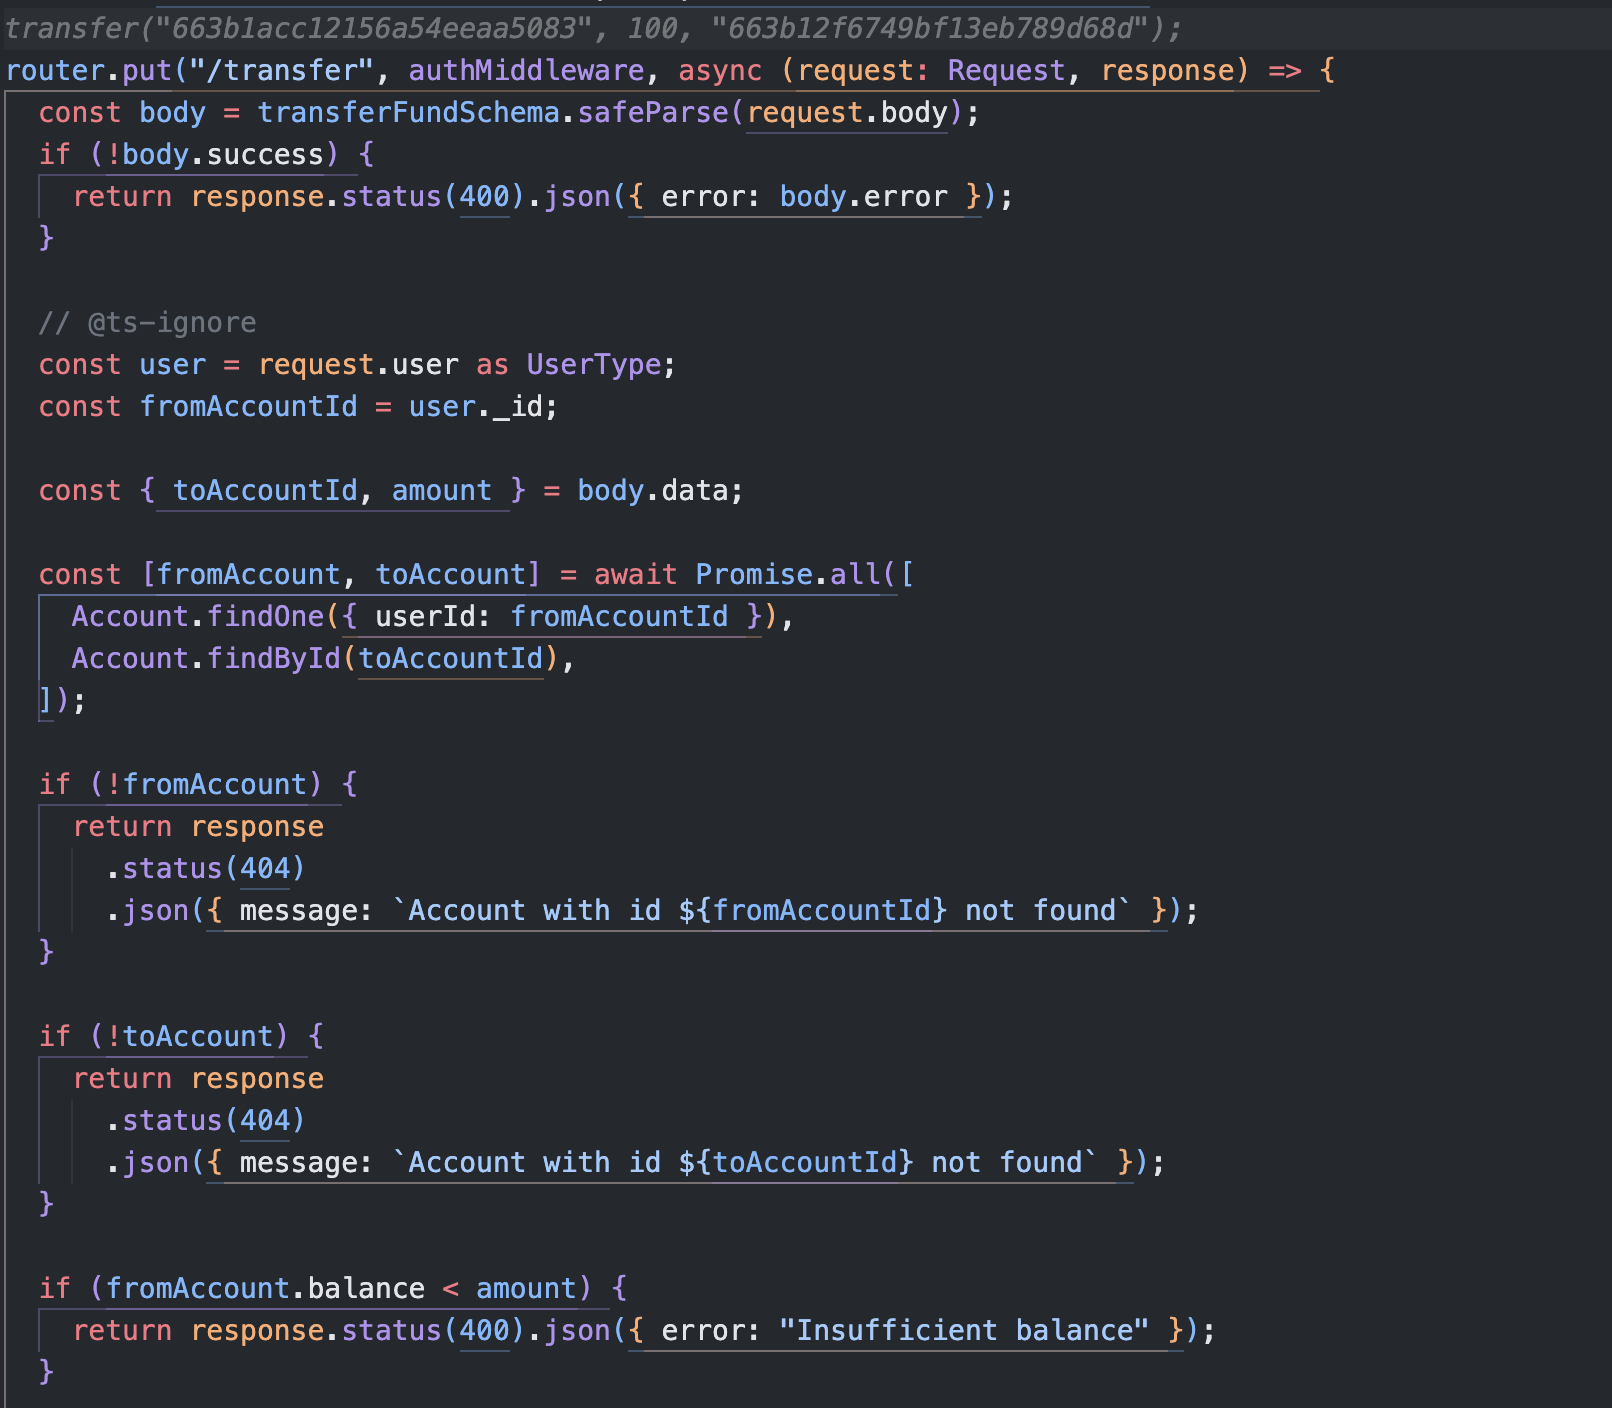 transfer("663b1acc12156a54eeaa5083", 100, "663b12f6749bf13eb789d68d");
router.put("/transfer", authMiddleware, async (request: Request, response) => {
  const body = transferFundSchema.safeParse(request.body);
  if (!body.success) {
    return response.status(400).json({ error: body.error });
  }

  // @ts-ignore
  const user = request.user as UserType;
  const fromAccountId = user._id;

  const { toAccountId, amount } = body.data;

  const [fromAccount, toAccount] = await Promise.all([
    Account.findOne({ userId: fromAccountId }),
    Account.findById(toAccountId),
  ]);

  if (!fromAccount) {
    return response
      .status(404)
      .json({ message: `Account with id ${fromAccountId} not found` });
  }

  if (!toAccount) {
    return response
      .status(404)
      .json({ message: `Account with id ${toAccountId} not found` });
  }

  if (fromAccount.balance < amount) {
    return response.status(400).json({ error: "Insufficient balance" });
  }